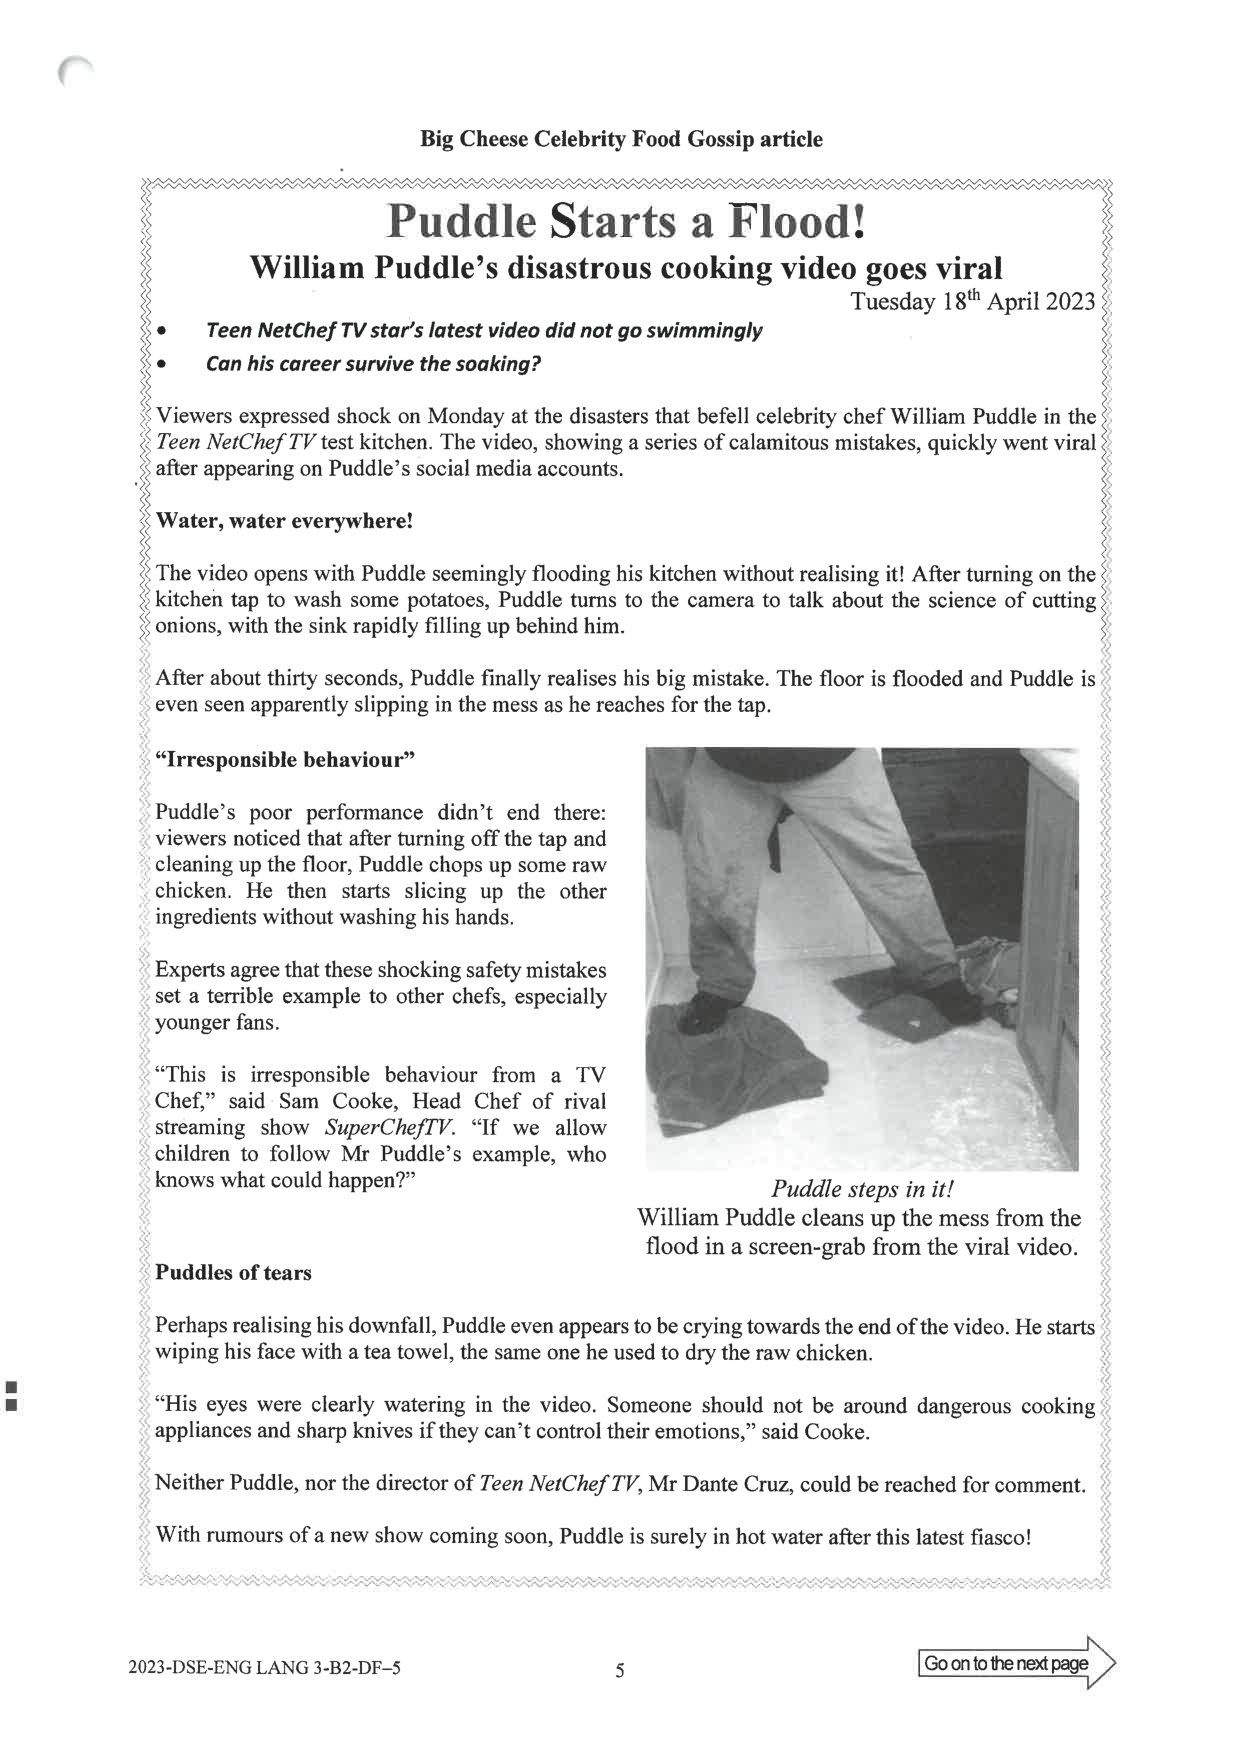 Big Cheese Celebrity Food Gossip article
Puddle Starts a Flood!
William Puddle's disastrous cooking video goes viral
Tuesday 18th April 2023
• Teen NetChef TV star's latest video did not go swimmingly
• Can his career survive the soaking?
Viewers expressed shock on Monday at the disasters that befell celebrity chef William Puddle in the
Teen NetChef TV test kitchen. The video, showing a series of calamitous mistakes, quickly went viral
after appearing on Puddle's social media accounts.
Water, water everywhere!
The video opens with Puddle seemingly flooding his kitchen without realising it! After turning on the
kitchen tap to wash some potatoes, Puddle turns to the camera to talk about the science of cutting
onions, with the sink rapidly filling up behind him.
After about thirty seconds, Puddle finally realises his big mistake. The floor is flooded and Puddle is
even seen apparently slipping in the mess as he reaches for the tap.
"Irresponsible behaviour"
Puddle's poor performance didn't end there:
viewers noticed that after turning off the tap and
cleaning up the floor, Puddle chops up some raw
chicken. He then starts slicing up the other
ingredients without washing his hands.
Experts agree that these shocking safety mistakes
set a terrible example to other chefs, especially
younger fans.
"This is irresponsible behaviour from a TV
Chef," said Sam Cooke, Head Chef of rival
streaming show SuperChefTV. "If we allow
children to follow Mr Puddle's example, who
knows what could happen?"
Puddle steps in it!
William Puddle cleans up the mess from the
flood in a screen-grab from the viral video.
Puddles of tears
Perhaps realising his downfall, Puddle even appears to be crying towards the end of the video. He starts
wiping his face with a tea towel, the same one he used to dry the raw chicken.
"His eyes were clearly watering in the video. Someone should not be around dangerous cooking
appliances and sharp knives if they can't control their emotions," said Cooke.
Neither Puddle, nor the director of Teen NetChef TV, Mr Dante Cruz, could be reached for comment.
With rumours of a new show coming soon, Puddle is surely in hot water after this latest fiasco!
2023-DSE-ENG LANG 3-B2-DF–5
5
Go on to the next page